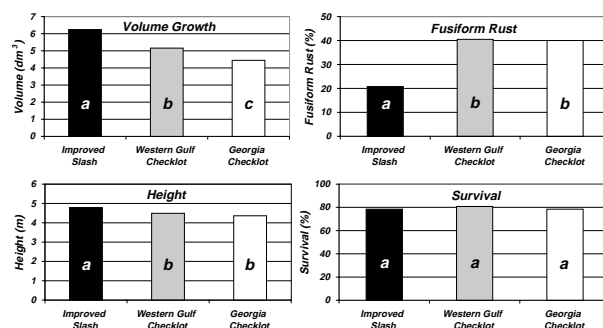 Volume Growth
Volume (dm³)
7
6
5
4
3
2
1
0
a
b
c
Improved Slash
Western Gulf Checklot
Georgia Checklot
Fusiform Rust
Fusiform Rust (%)
50
40
30
20
10
0
a
b
b
Improved Slash
Western Gulf Checklot
Georgia Checklot
Height
Height (m)
6
5
4
3
2
1
0
a
b
b
Improved Slash
Western Gulf Checklot
Georgia Checklot
Survival
Survival (%)
100
80
60
40
20
0
a
a
a
Improved Slash
Western Gulf Checklot
Georgia Checklot